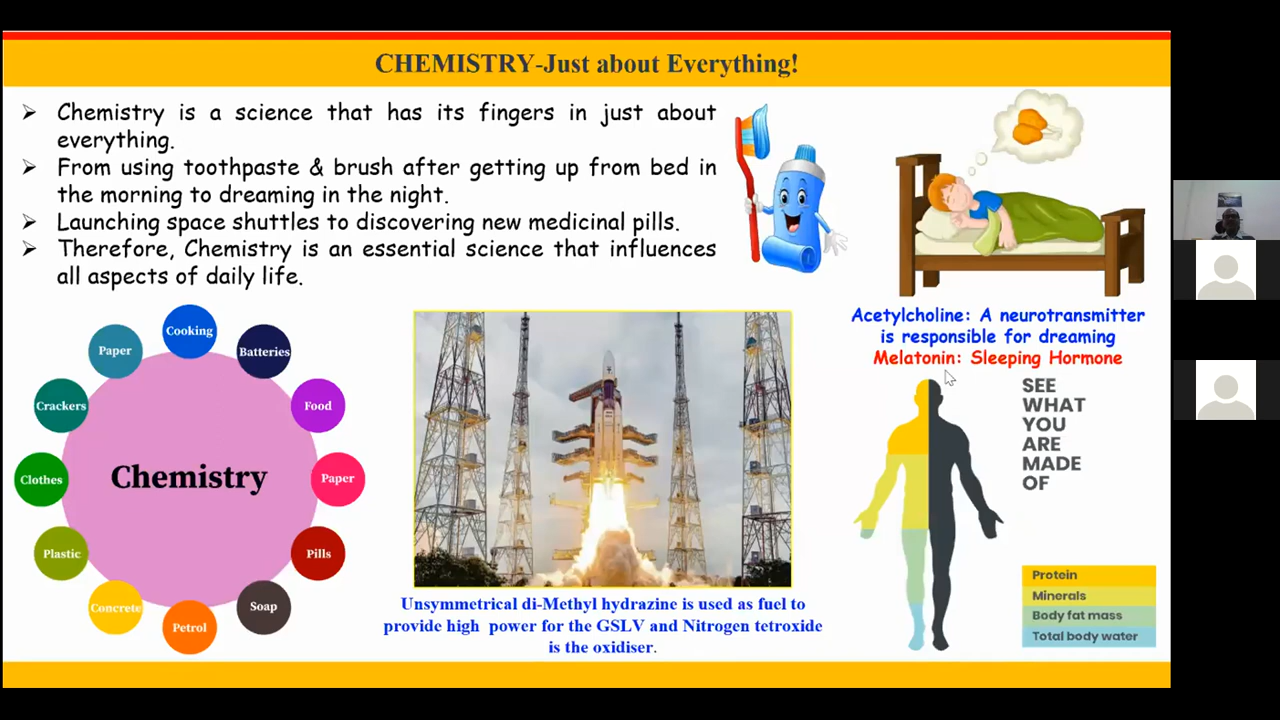 CHEMISTRY-Just about Everything!
Chemistry is a science that has its fingers in just about
everything.
From using toothpaste & brush after getting up from bed in
the morning to dreaming in the night.
Launching space shuttles to discovering new medicinal pills.
Therefore, Chemistry is an essential science that influences
all aspects of daily life.
Acetylcholine: A neurotransmitter
is responsible for dreaming
Melatonin: Sleeping Hormone
Cooking
Batteries
Food
Paper
Pills
Soap
Petrol
Concrete
Plastic
Clothes
Crackers
Paper
Chemistry
Unsymmetrical di-Methyl hydrazine is used as fuel to
provide high power for the GSLV and Nitrogen tetroxide
is the oxidiser.
SEE
WHAT
YOU
ARE
MADE
OF
Protein
Minerals
Body fat mass
Total body water